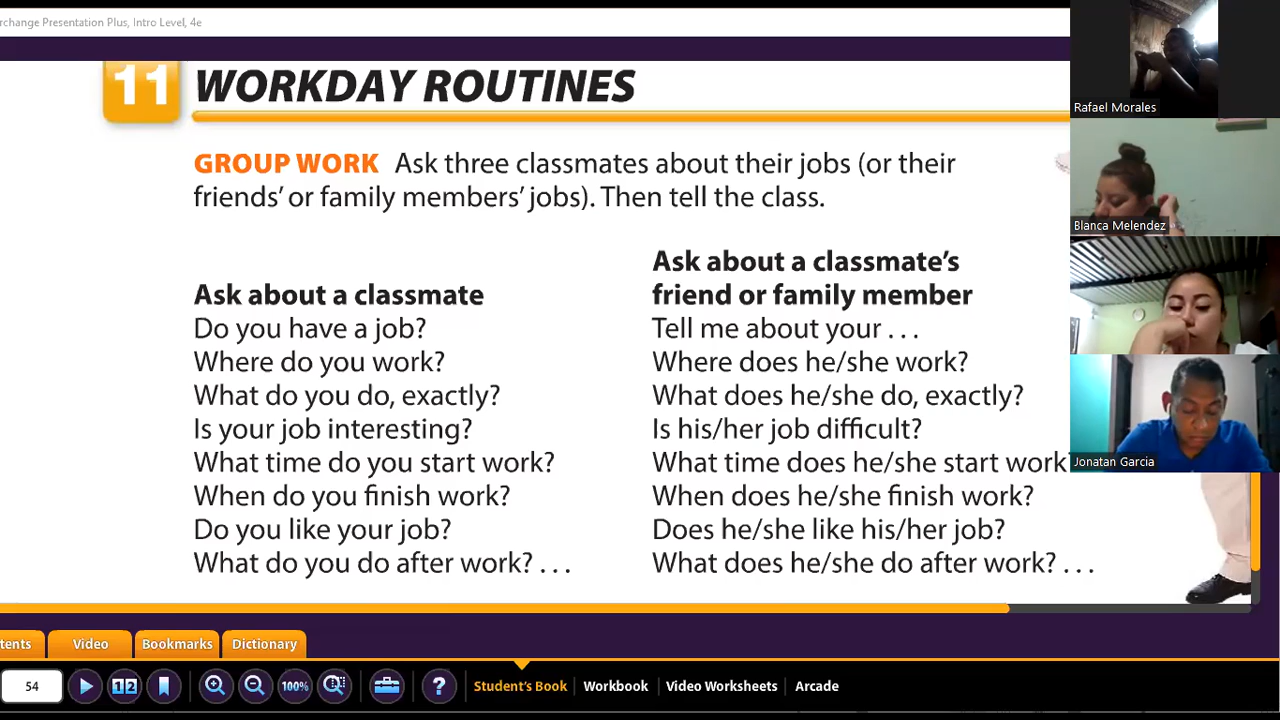 rchange Presentation Plus, Intro Level, 4e
11 WORKDAY ROUTINES
GROUP WORK Ask three classmates about their jobs (or their
friends’ or family members’ jobs). Then tell the class.
Ask about a classmate
Do you have a job?
Where do you work?
What do you do, exactly?
Is your job interesting?
What time do you start work?
When do you finish work?
Do you like your job?
What do you do after work? . . .
Ask about a classmate’s
friend or family member
Tell me about your . . .
Where does he/she work?
What does he/she do, exactly?
Is his/her job difficult?
What time does he/she start work
When does he/she finish work?
Does he/she like his/her job?
What does he/she do after work? . . .
Rafael Morales
Blanca Melendez
Jonatan Garcia
tents Video Bookmarks Dictionary
54 1 2 100% ? Student’s Book Workbook Video Worksheets Arcade